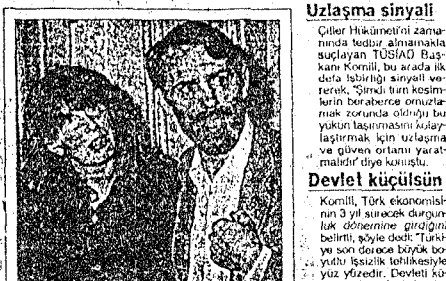 Uzlaşma sinyali
Çiller Hükümeti'ni zama-
nında tedbir almamakla
suçlayan TÜSİAD Baş-
kanı Komili, bu arada ilk
defa işbirliği sinyali ve-
rerek, "Şimdi tüm kesim-
lerin beraberce omuzla-
mak zorunda olduğu bu
yükün taşınmasını kolay-
laştırmak için uzlaşma
ve güven ortamı yarat-
malıdır" diye konuştu.
Devlet küçülsün
Komili, Türk ekonomisi-
nin 3 yıl sürecek durgun-
luk dönemine girdiğini
belirtti, şöyle dedi: "Türki-
ye son derece büyük bo-
yutlu işsizlik tehlikesiyle
yüz yüzedir. Devleti kü-